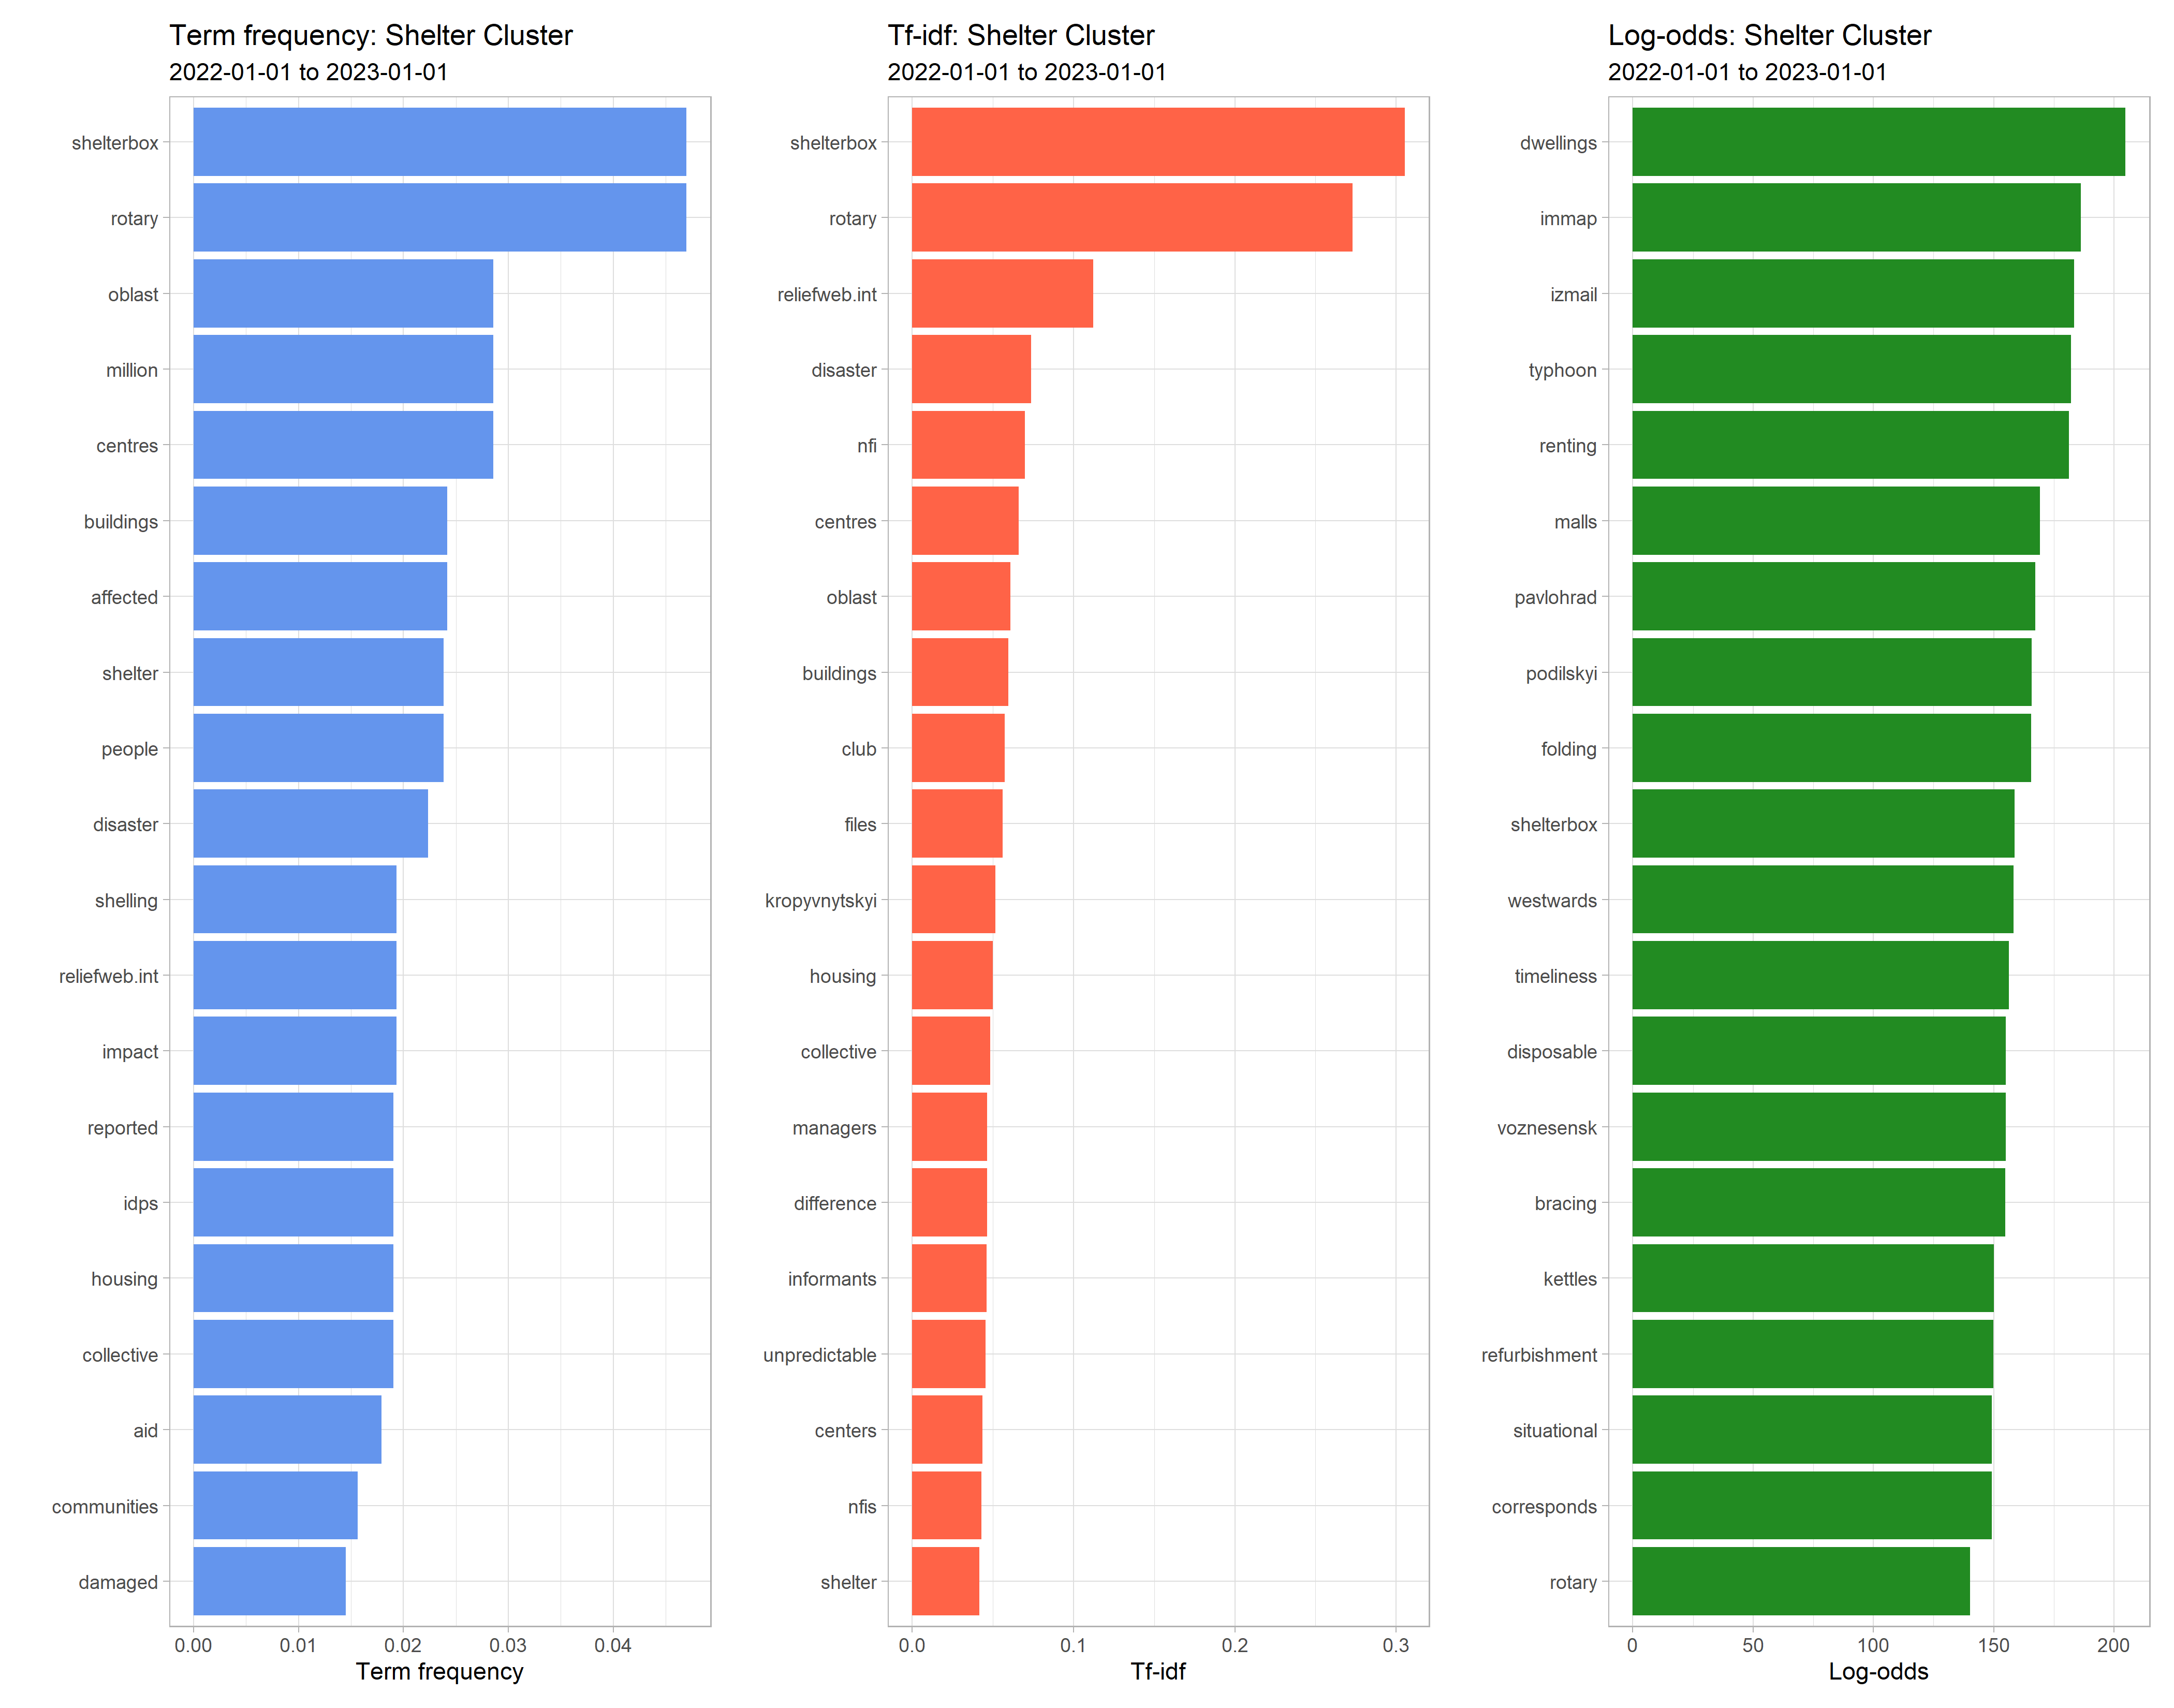 Term frequency: Shelter Cluster
2022-01-01 to 2023-01-01
shelterbox
rotary
oblast
million
centres
buildings
affected
shelter
people
disaster
shelling
reliefweb.int
impact
reported
idps
housing
collective
aid
communities
damaged
0.00 0.01 0.02 0.03 0.04
Term frequency
Tf-idf: Shelter Cluster
2022-01-01 to 2023-01-01
shelterbox
rotary
reliefweb.int
disaster
nfi
centres
oblast
buildings
club
files
kropyvnytskyi
housing
collective
managers
difference
informants
unpredictable
centers
nfis
shelter
0.0 0.1 0.2 0.3
Tf-idf
Log-odds: Shelter Cluster
2022-01-01 to 2023-01-01
dwellings
immap
izmail
typhoon
renting
malls
pavlohrad
podilskyi
folding
shelterbox
westwards
timeliness
disposable
voznesensk
bracing
kettles
refurbishment
situational
corresponds
rotary
0 50 100 150 200
Log-odds